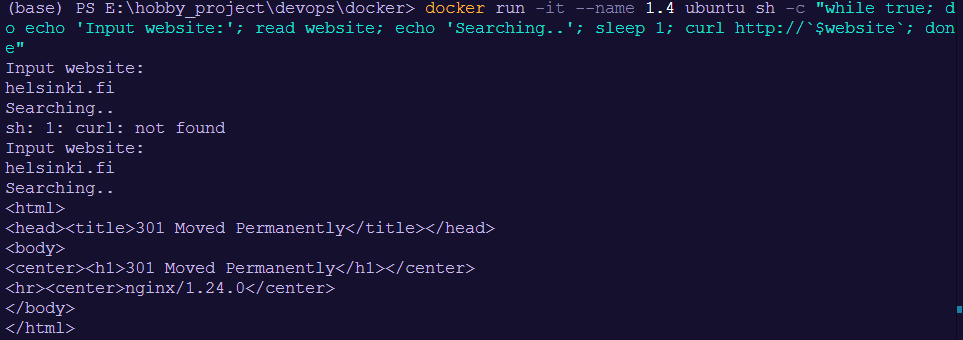 (base) PS E:\hobby_project\devops\docker> docker run -it --name 1.4 ubuntu sh -c "while true; d
o echo 'Input website:'; read website; echo 'Searching..'; sleep 1; curl http://`$website`; don
e"
Input website:
helsinki.fi
Searching..
sh: 1: curl: not found
Input website:
helsinki.fi
Searching..
<html>
<head><title>301 Moved Permanently</title></head>
<body>
<center><h1>301 Moved Permanently</h1></center>
<hr><center>nginx/1.24.0</center>
</body>
</html>